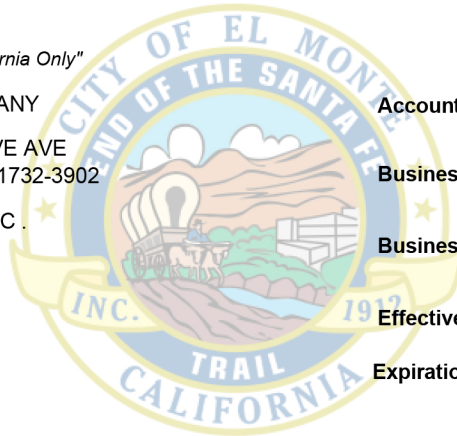 rnia Only"
ANY
VE AVE
1732-3902
C .
Account
Busines
Busines
Effective
Expiratio
CITY OF EL MONTE
END OF THE SANTA FE
INC. 1912
TRAIL
CALIFORNIA